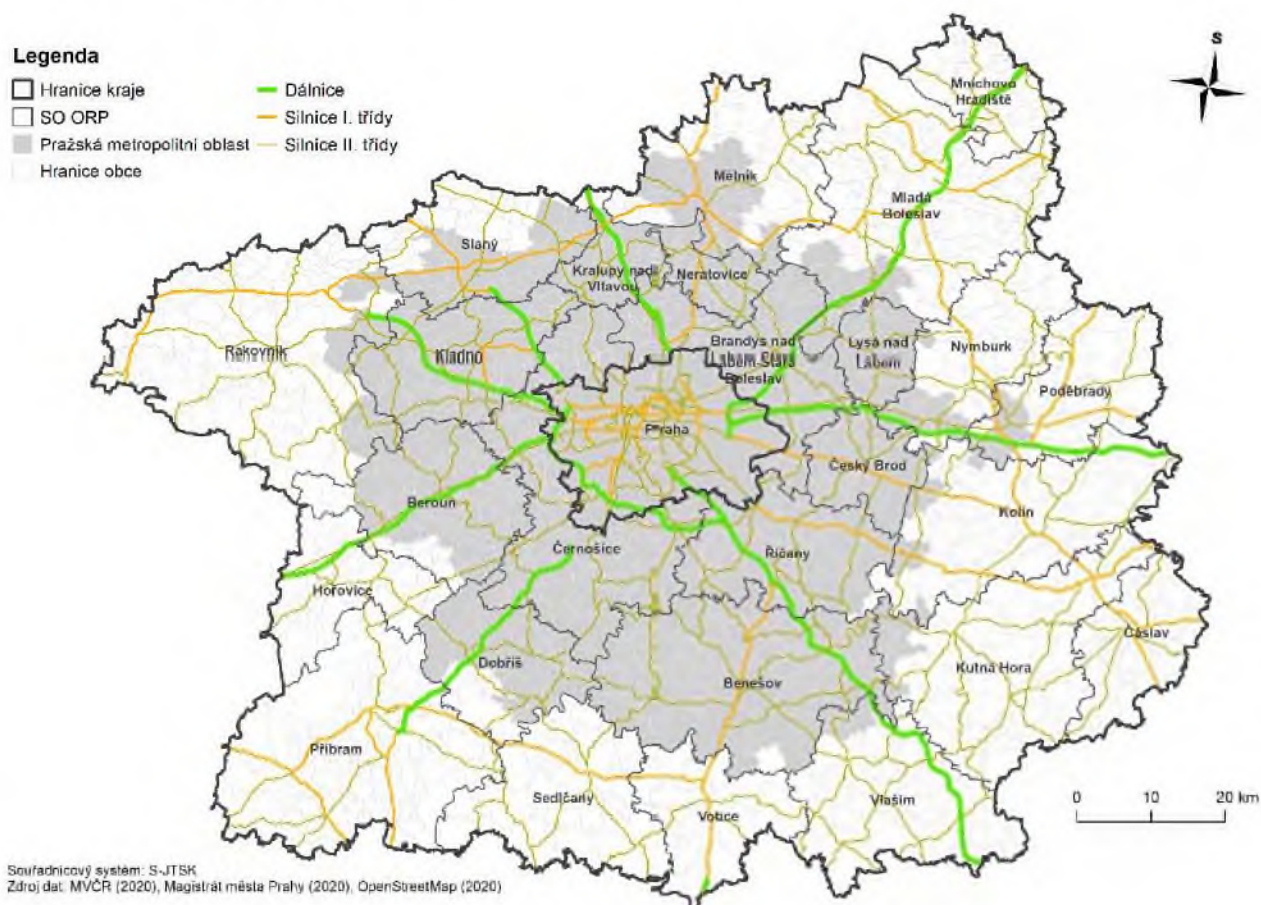 Legenda
Hranice kraje
SO ORP
Pražská metropolitní oblast
Hranice obce
Dálnice
Silnice I. třídy
Silnice II. třídy
S
Mnichovo
Hradiště
Mělník
Mladá
Boleslav
Slaný
Kralupy nad
Vltavou
Neratovice
Rakovník
Kladno
Brandýs nad
Labem-Stará
Boleslav
Lysá nad
Labem
Nymburk
Poděbrady
Praha
Český Brod
Beroun
Kolín
Černošice
Říčany
Hořovice
Čáslav
Dobříš
Kutná Hora
Benešov
Příbram
Sedlčany
Vlašim
Votice
0 10 20 km
Souřadnicový systém: S-JTSK
Zdroj dat: MVČR (2020), Magistrát města Prahy (2020), OpenStreetMap (2020)